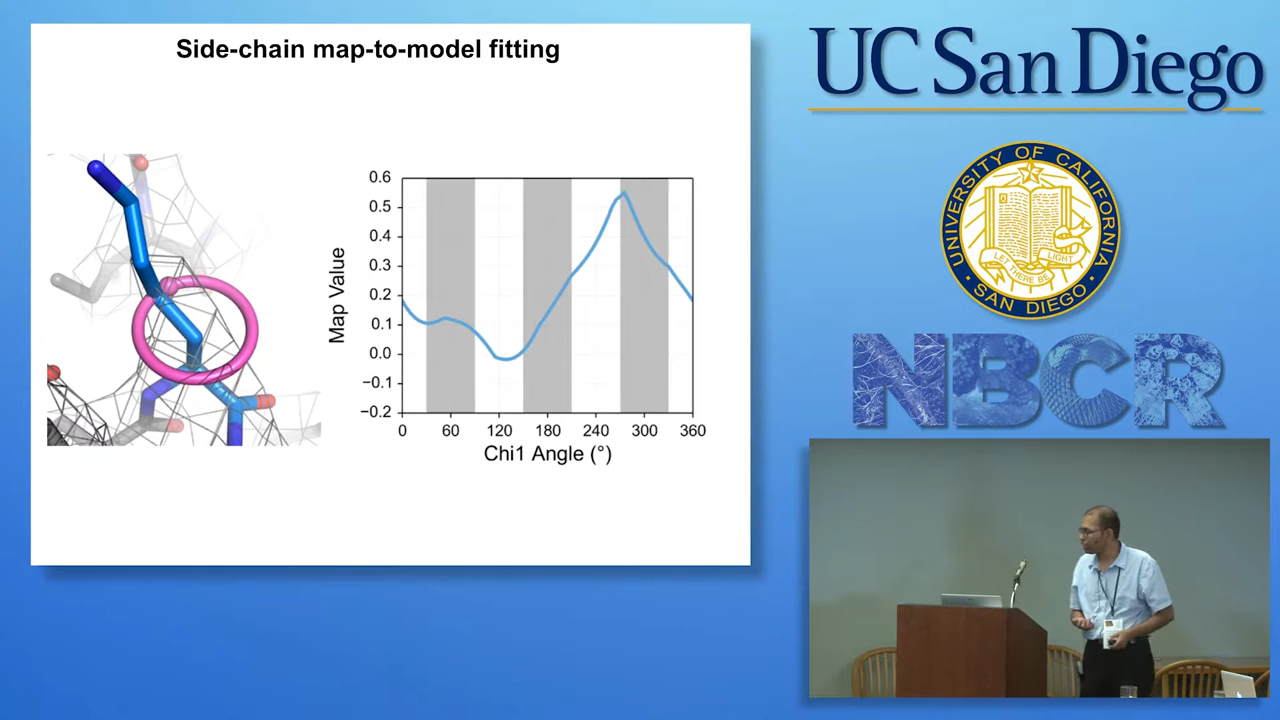 Side-chain map-to-model fitting
Map Value
0.6
0.5
0.4
0.3
0.2
0.1
0.0
−0.1
−0.2
0 60 120 180 240 300 360
Chi1 Angle (°)
UC San Diego
UNIVERSITY OF CALIFORNIA
LET THERE BE LIGHT
SAN DIEGO
NBCR